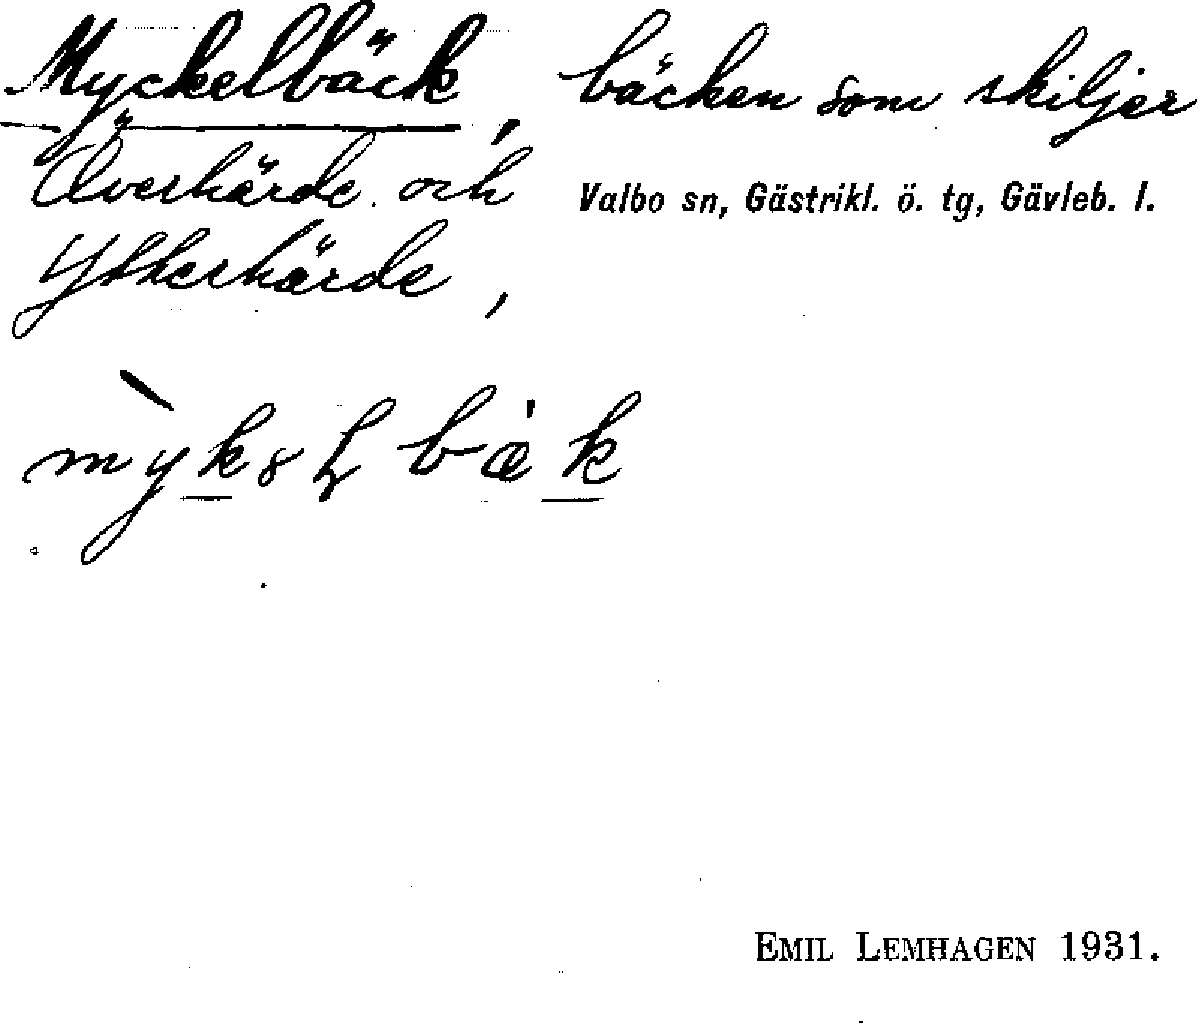 Myckelbäck, bäcken som skiljer
Överhärde och
Valbo sn, Gästrikl. ö. tg, Gävleb. l.
Ytterhärde,
EMIL LEMHAGEN 1931.